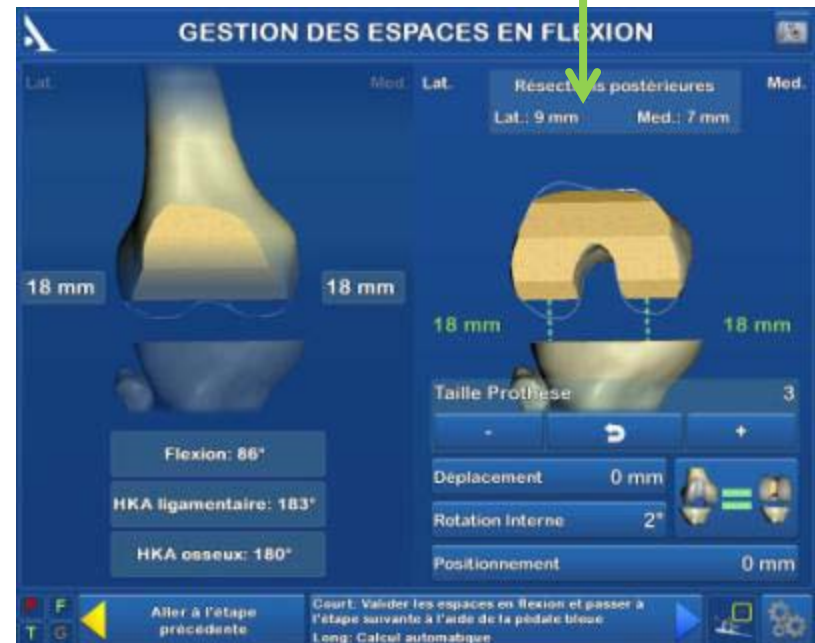 GESTION DES ESPACES EN FLEXION
Lat. Med.
Lat. Résections postérieures Med.
Lat.: 9 mm Med.: 7 mm
18 mm 18 mm
18 mm 18 mm
Taille Prothèse 3
- +
Flexion: 86°
Déplacement 0 mm
HKA ligamentaire: 183°
Rotation Interne 2°
HKA osseux: 180°
Positionnement 0 mm
F
T G
Aller à l'étape
précédente
Court: Valider les espaces en flexion et passer à
l'étape suivante à l'aide de la pédale bleue
Long: Calcul automatique